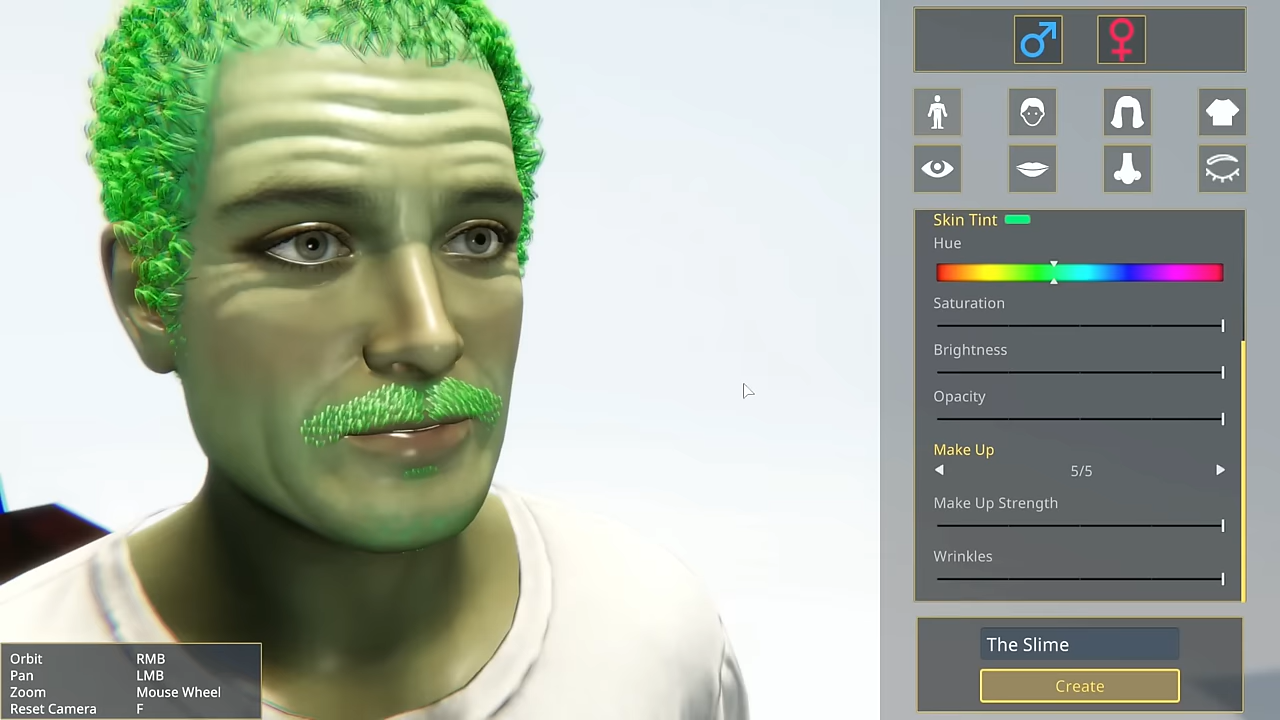 Skin Tint
Hue
Saturation
Brightness
Opacity
Make Up
5/5
Make Up Strength
Wrinkles
The Slime
Create
Orbit RMB
Pan LMB
Zoom Mouse Wheel
Reset Camera F